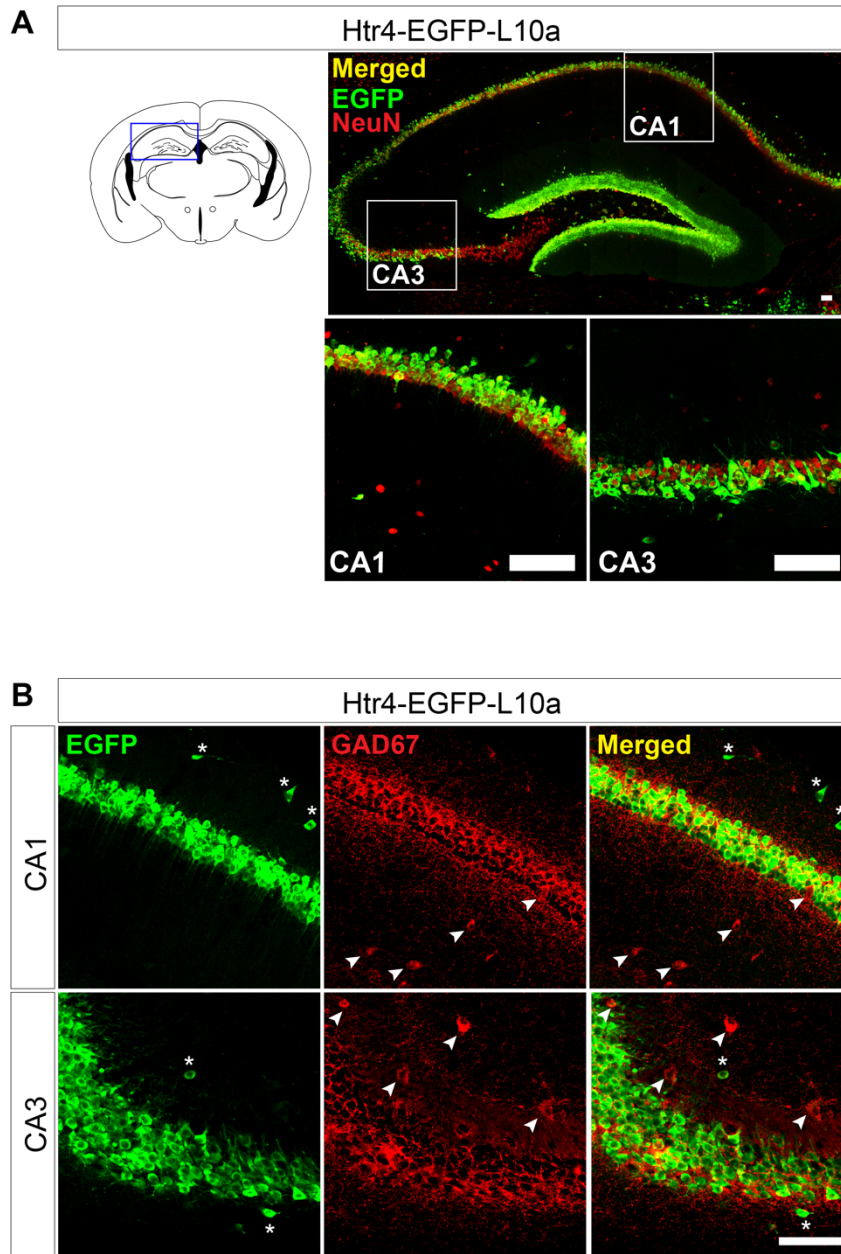 A
Htr4-EGFP-L10a
Merged
EGFP
NeuN
CA1
CA3
CA1
CA3
B
Htr4-EGFP-L10a
CA1
EGFP
*
*
*
GAD67
Merged
*
*
*
CA3
*
*
*
*